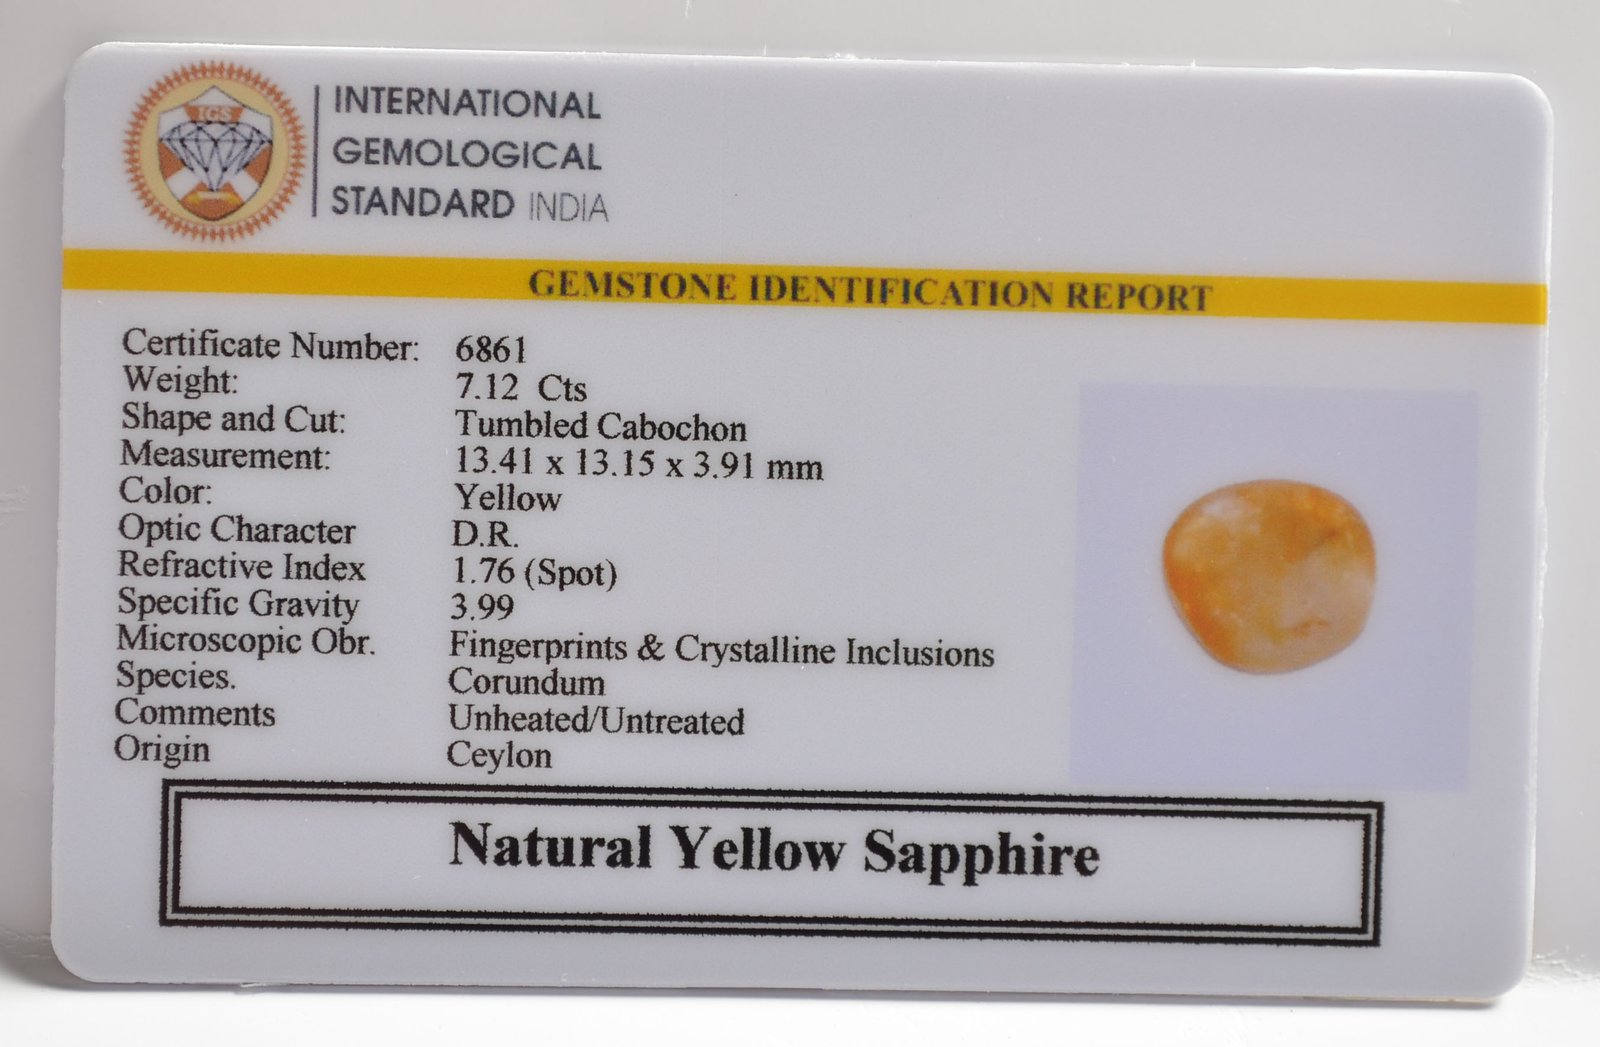 IGS
INTERNATIONAL
GEMOLOGICAL
STANDARD INDIA
GEMSTONE IDENTIFICATION REPORT
Certificate Number: 6861
Weight: 7.12 Cts
Shape and Cut: Tumbled Cabochon
Measurement: 13.41 x 13.15 x 3.91 mm
Color: Yellow
Optic Character D.R.
Refractive Index 1.76 (Spot)
Specific Gravity 3.99
Microscopic Obr. Fingerprints & Crystalline Inclusions
Species. Corundum
Comments Unheated/Untreated
Origin Ceylon
Natural Yellow Sapphire